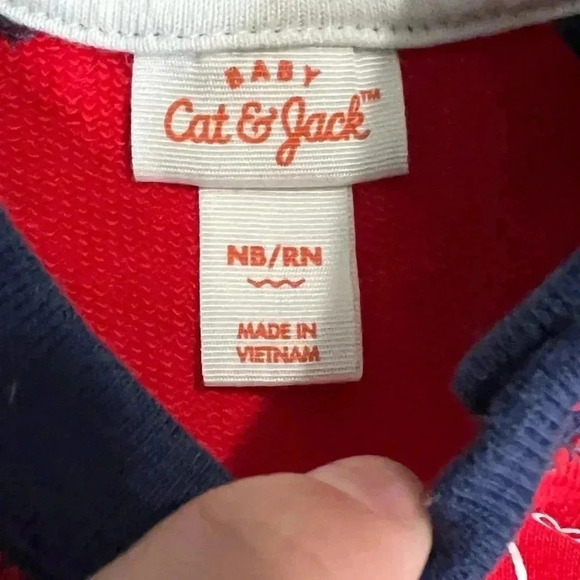 BABY
Cat & Jack™
NB/RN
MADE IN
VIETNAM